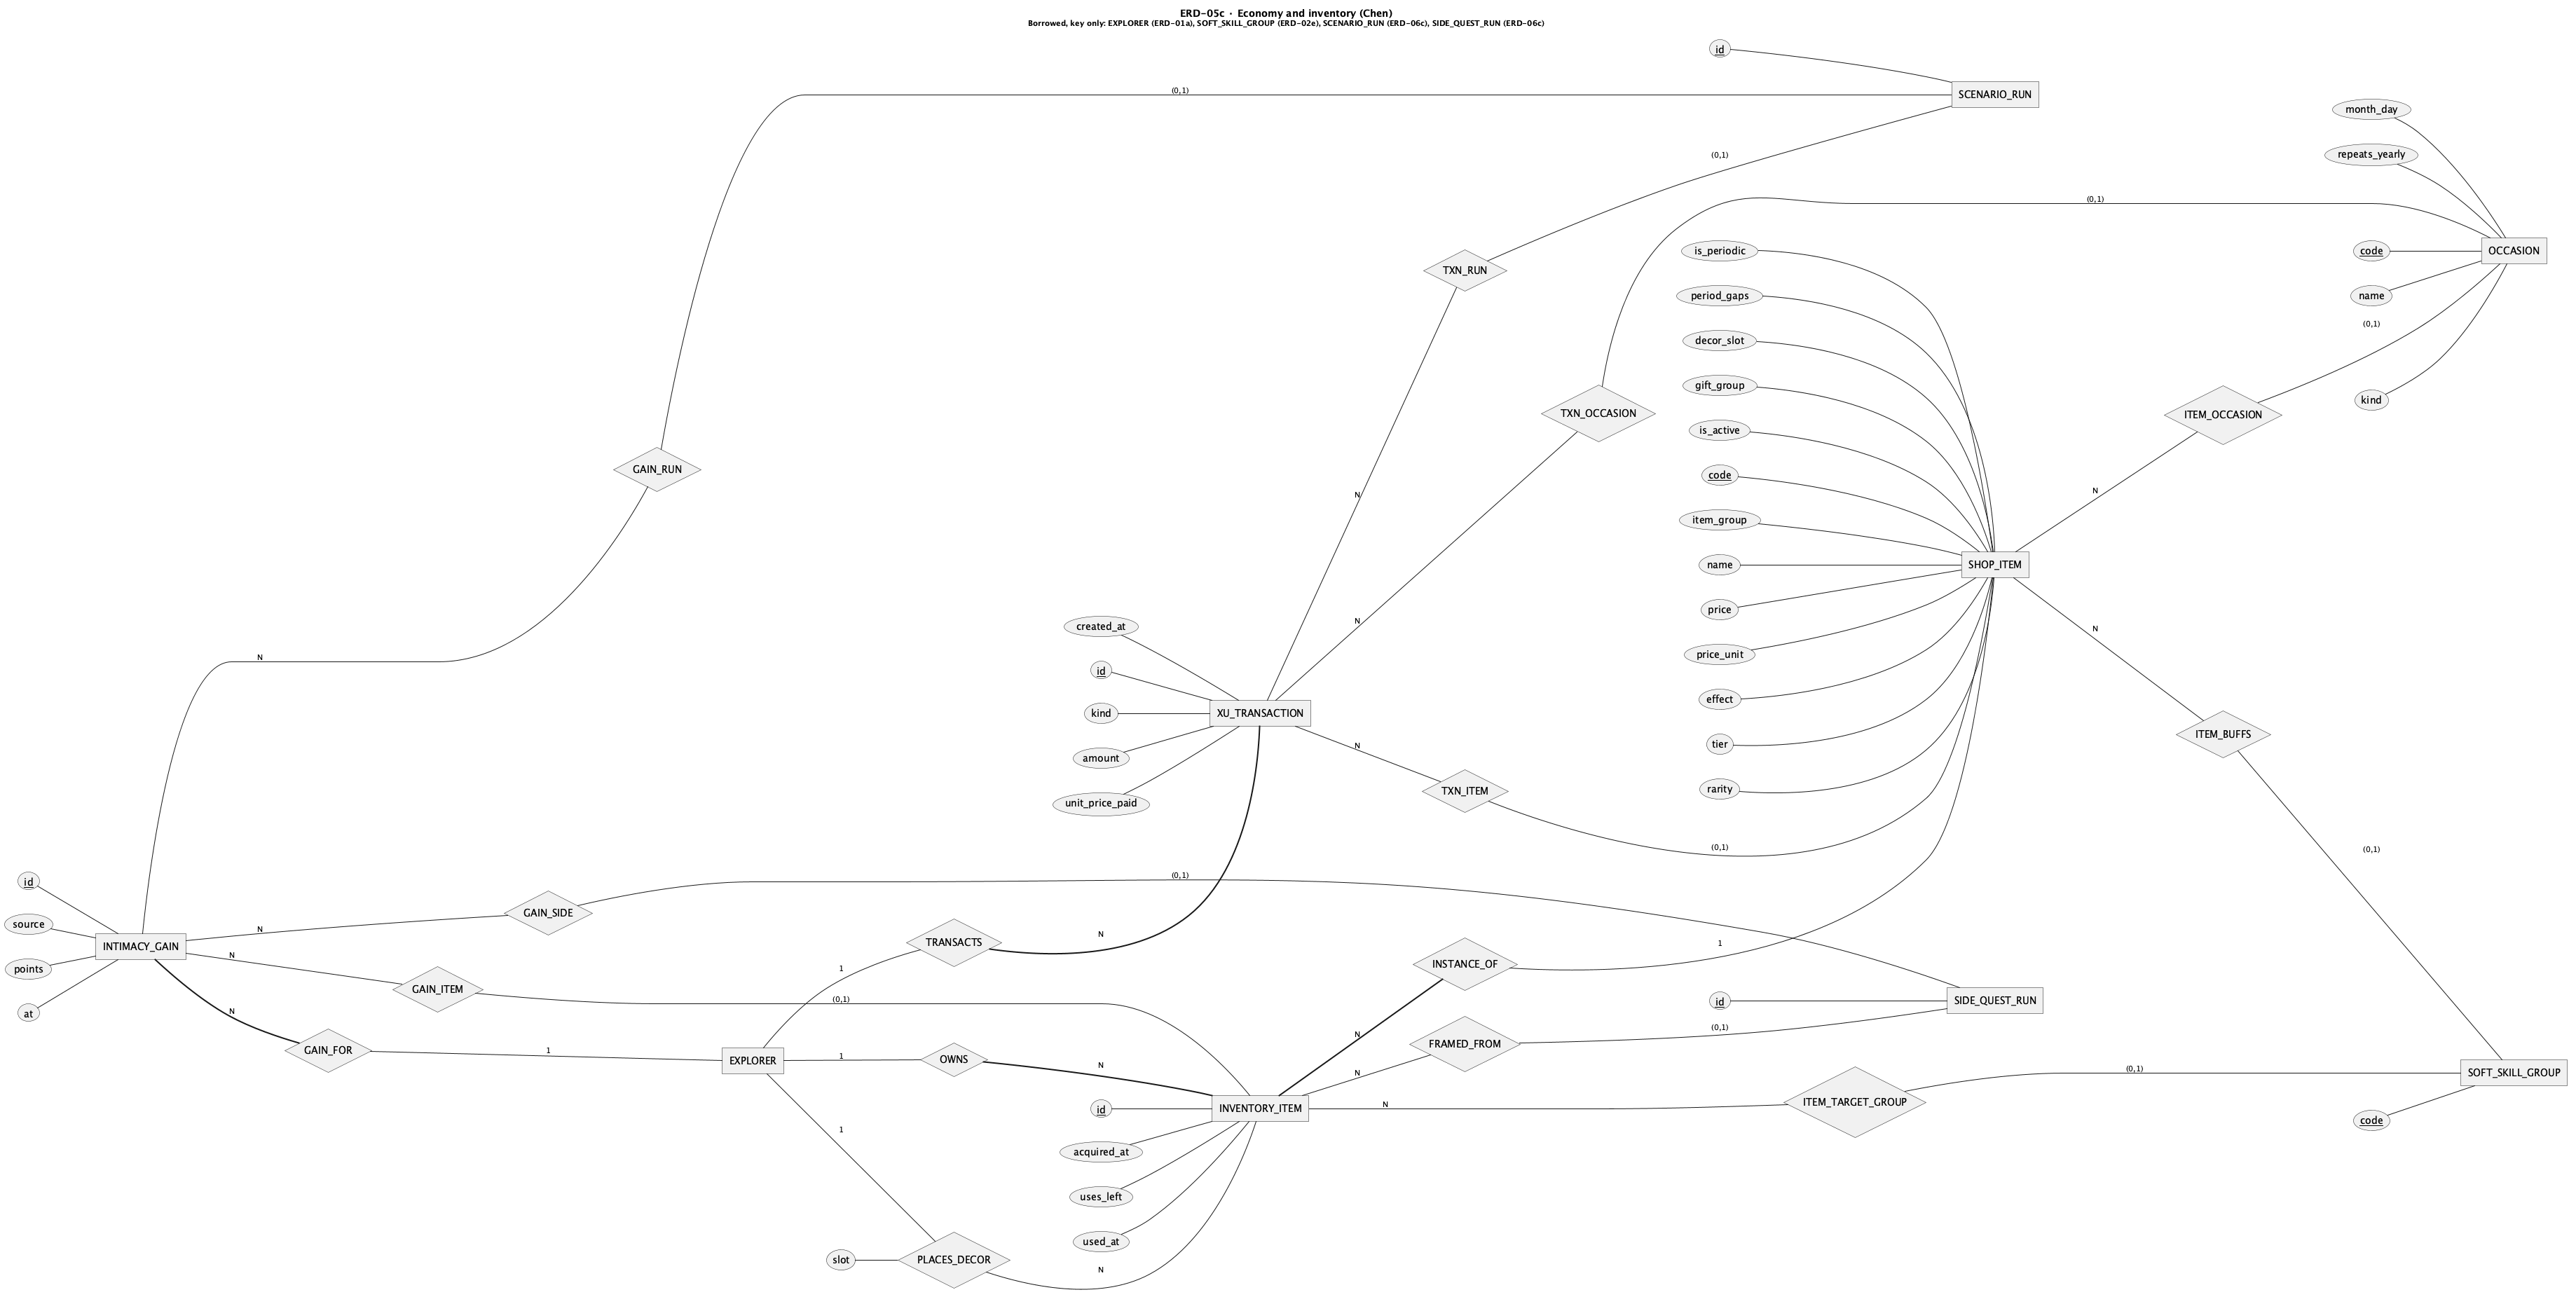 ERD-05c · Economy and inventory (Chen)
Borrowed, key only: EXPLORER (ERD-01a), SOFT_SKILL_GROUP (ERD-02e), SCENARIO_RUN (ERD-06c), SIDE_QUEST_RUN (ERD-06c)
id
SCENARIO_RUN
(0,1)
month_day
(0,1)
repeats_yearly
(0,1)
is_periodic
code
OCCASION
TXN_RUN
period_gaps
name
(0,1)
decor_slot
gift_group
kind
TXN_OCCASION
ITEM_OCCASION
is_active
GAIN_RUN
code
N
N
item_group
name
SHOP_ITEM
price
N
created_at
N
price_unit
N
id
effect
kind
XU_TRANSACTION
ITEM_BUFFS
N
tier
amount
rarity
TXN_ITEM
unit_price_paid
(0,1)
(0,1)
id
(0,1)
GAIN_SIDE
source
N
INTIMACY_GAIN
TRANSACTS
N
1
N
INSTANCE_OF
points
1
GAIN_ITEM
(0,1)
id
SIDE_QUEST_RUN
at
N
N
(0,1)
FRAMED_FROM
GAIN_FOR
1
EXPLORER
1
OWNS
N
N
(0,1)
SOFT_SKILL_GROUP
id
INVENTORY_ITEM
N
ITEM_TARGET_GROUP
code
1
acquired_at
uses_left
used_at
slot
PLACES_DECOR
N